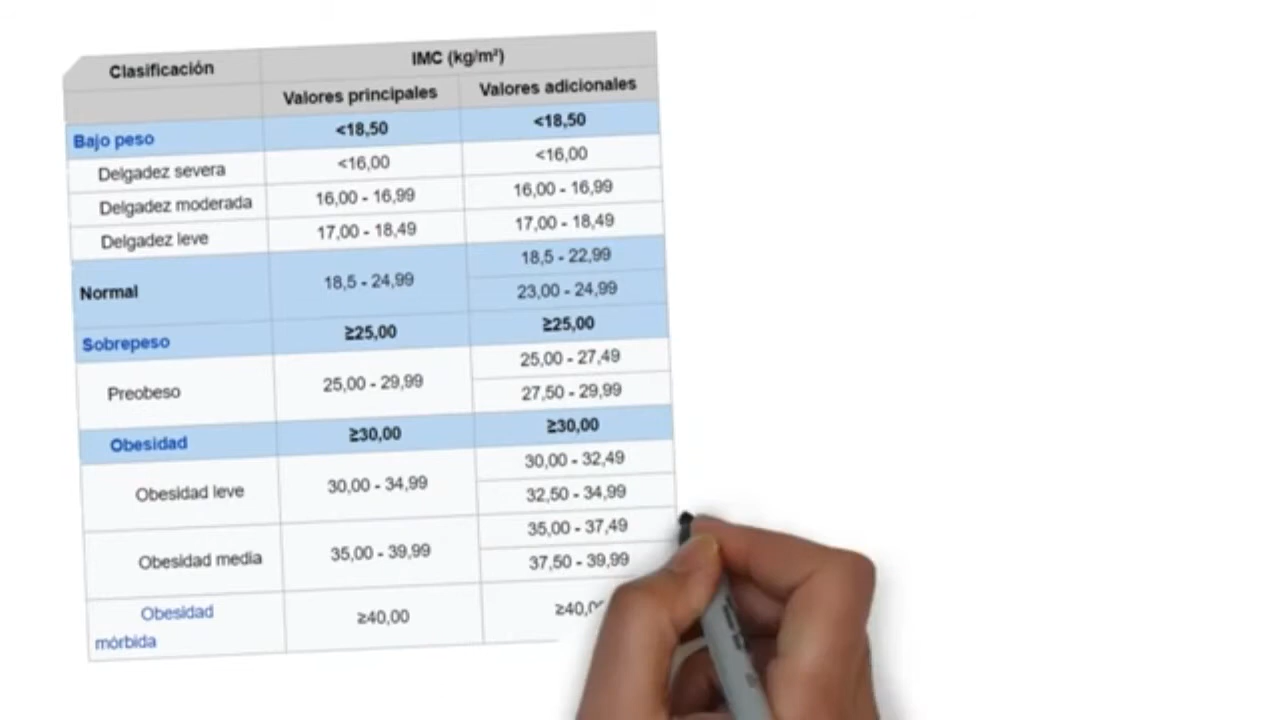 Clasificación IMC (kg/m²)
Valores principales Valores adicionales
Bajo peso <18,50 <18,50
Delgadez severa <16,00 <16,00
Delgadez moderada 16,00 - 16,99 16,00 - 16,99
Delgadez leve 17,00 - 18,49 17,00 - 18,49
Normal 18,5 - 24,99 18,5 - 22,99
23,00 - 24,99
Sobrepeso ≥25,00 ≥25,00
Preobeso 25,00 - 29,99 25,00 - 27,49
27,50 - 29,99
Obesidad ≥30,00 ≥30,00
Obesidad leve 30,00 - 34,99 30,00 - 32,49
32,50 - 34,99
Obesidad media 35,00 - 39,99 35,00 - 37,49
37,50 - 39,99
Obesidad
mórbida ≥40,00